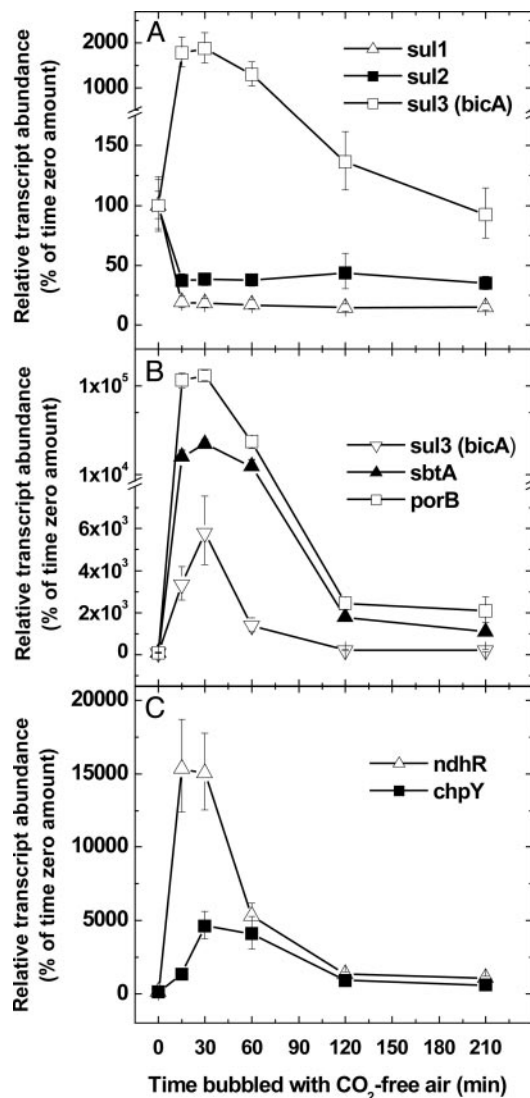 A
sul1
sul2
sul3 (bicA)
2000
1000
150
100
50
0
Relative transcript abundance
(% of time zero amount)
B
sul3 (bicA)
sbtA
porB
1x10⁵
1x10⁴
6x10³
4x10³
2x10³
0
Relative transcript abundance
(% of time zero amount)
C
ndhR
chpY
20000
15000
10000
5000
0
Relative transcript abundance
(% of time zero amount)
0 30 60 90 120 150 180 210
Time bubbled with CO₂-free air (min)